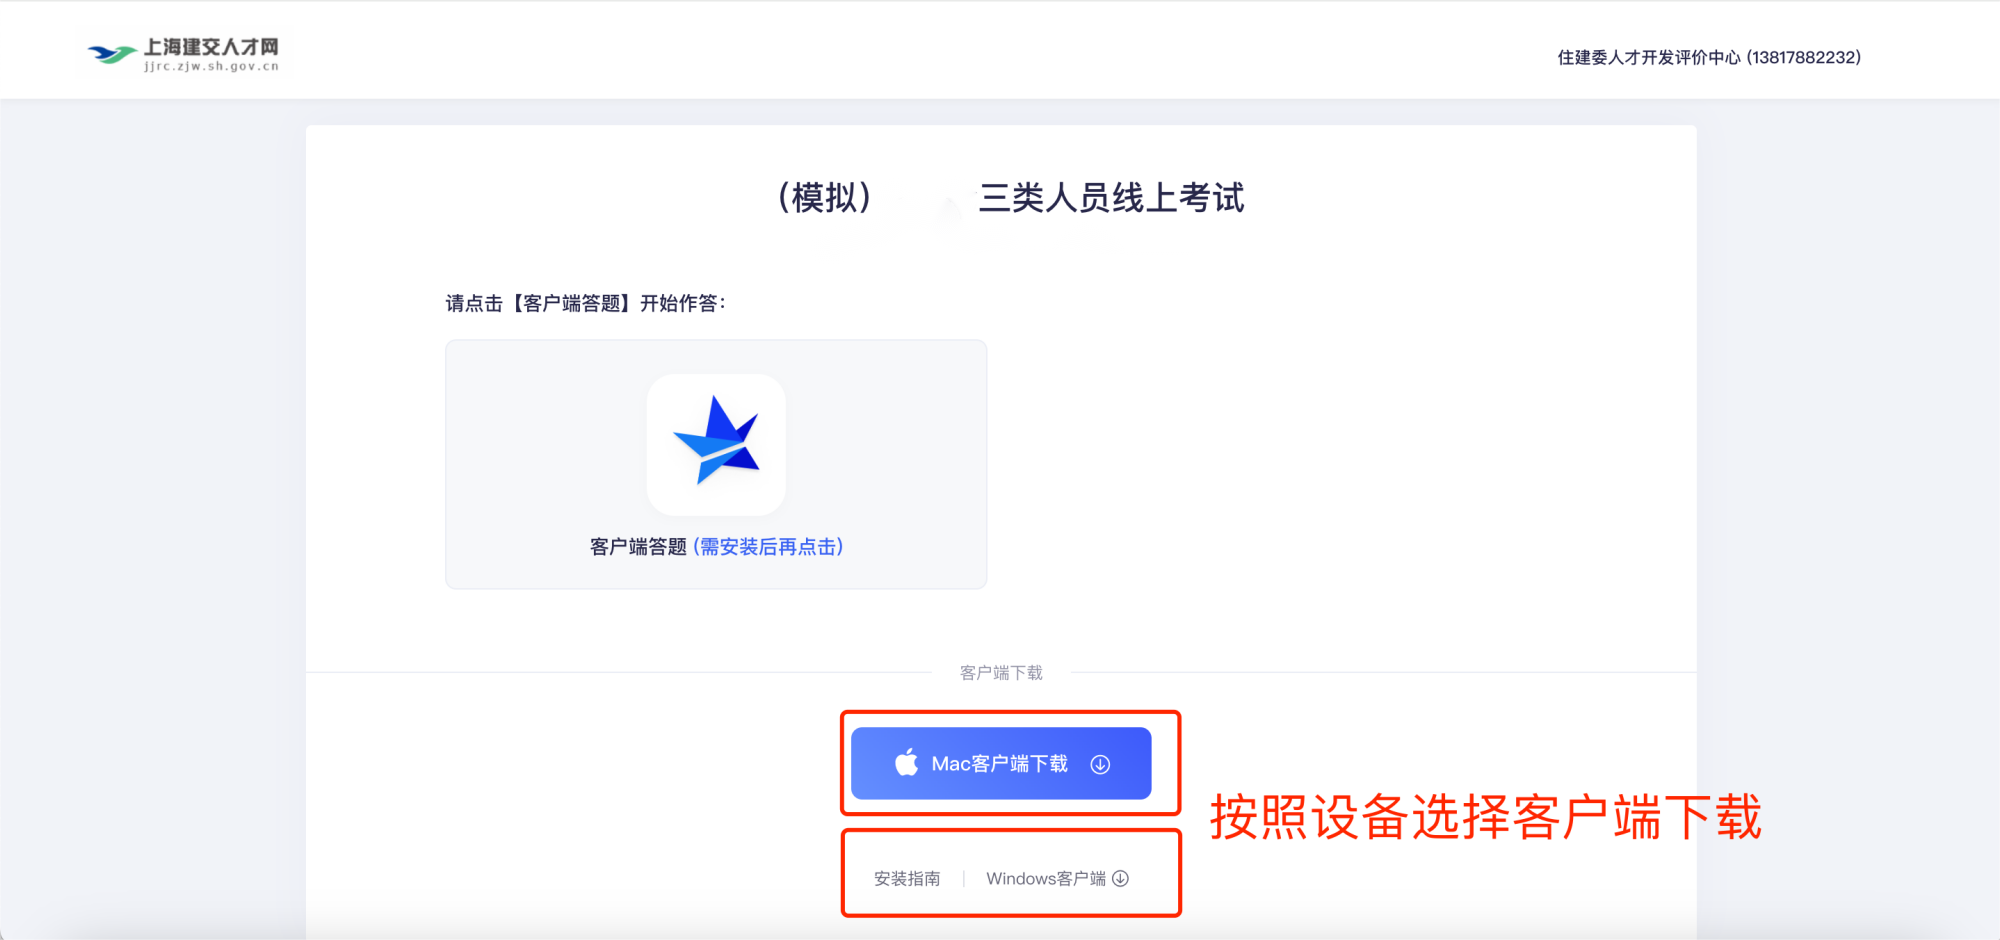 上海建交人才网
jjrc.zjw.sh.gov.cn
住建委人才开发评价中心 (13817882232)
（模拟） 三类人员线上考试
请点击【客户端答题】开始作答：
客户端答题 (需安装后再点击)
客户端下载
Mac客户端下载
按照设备选择客户端下载
安装指南 | Windows客户端